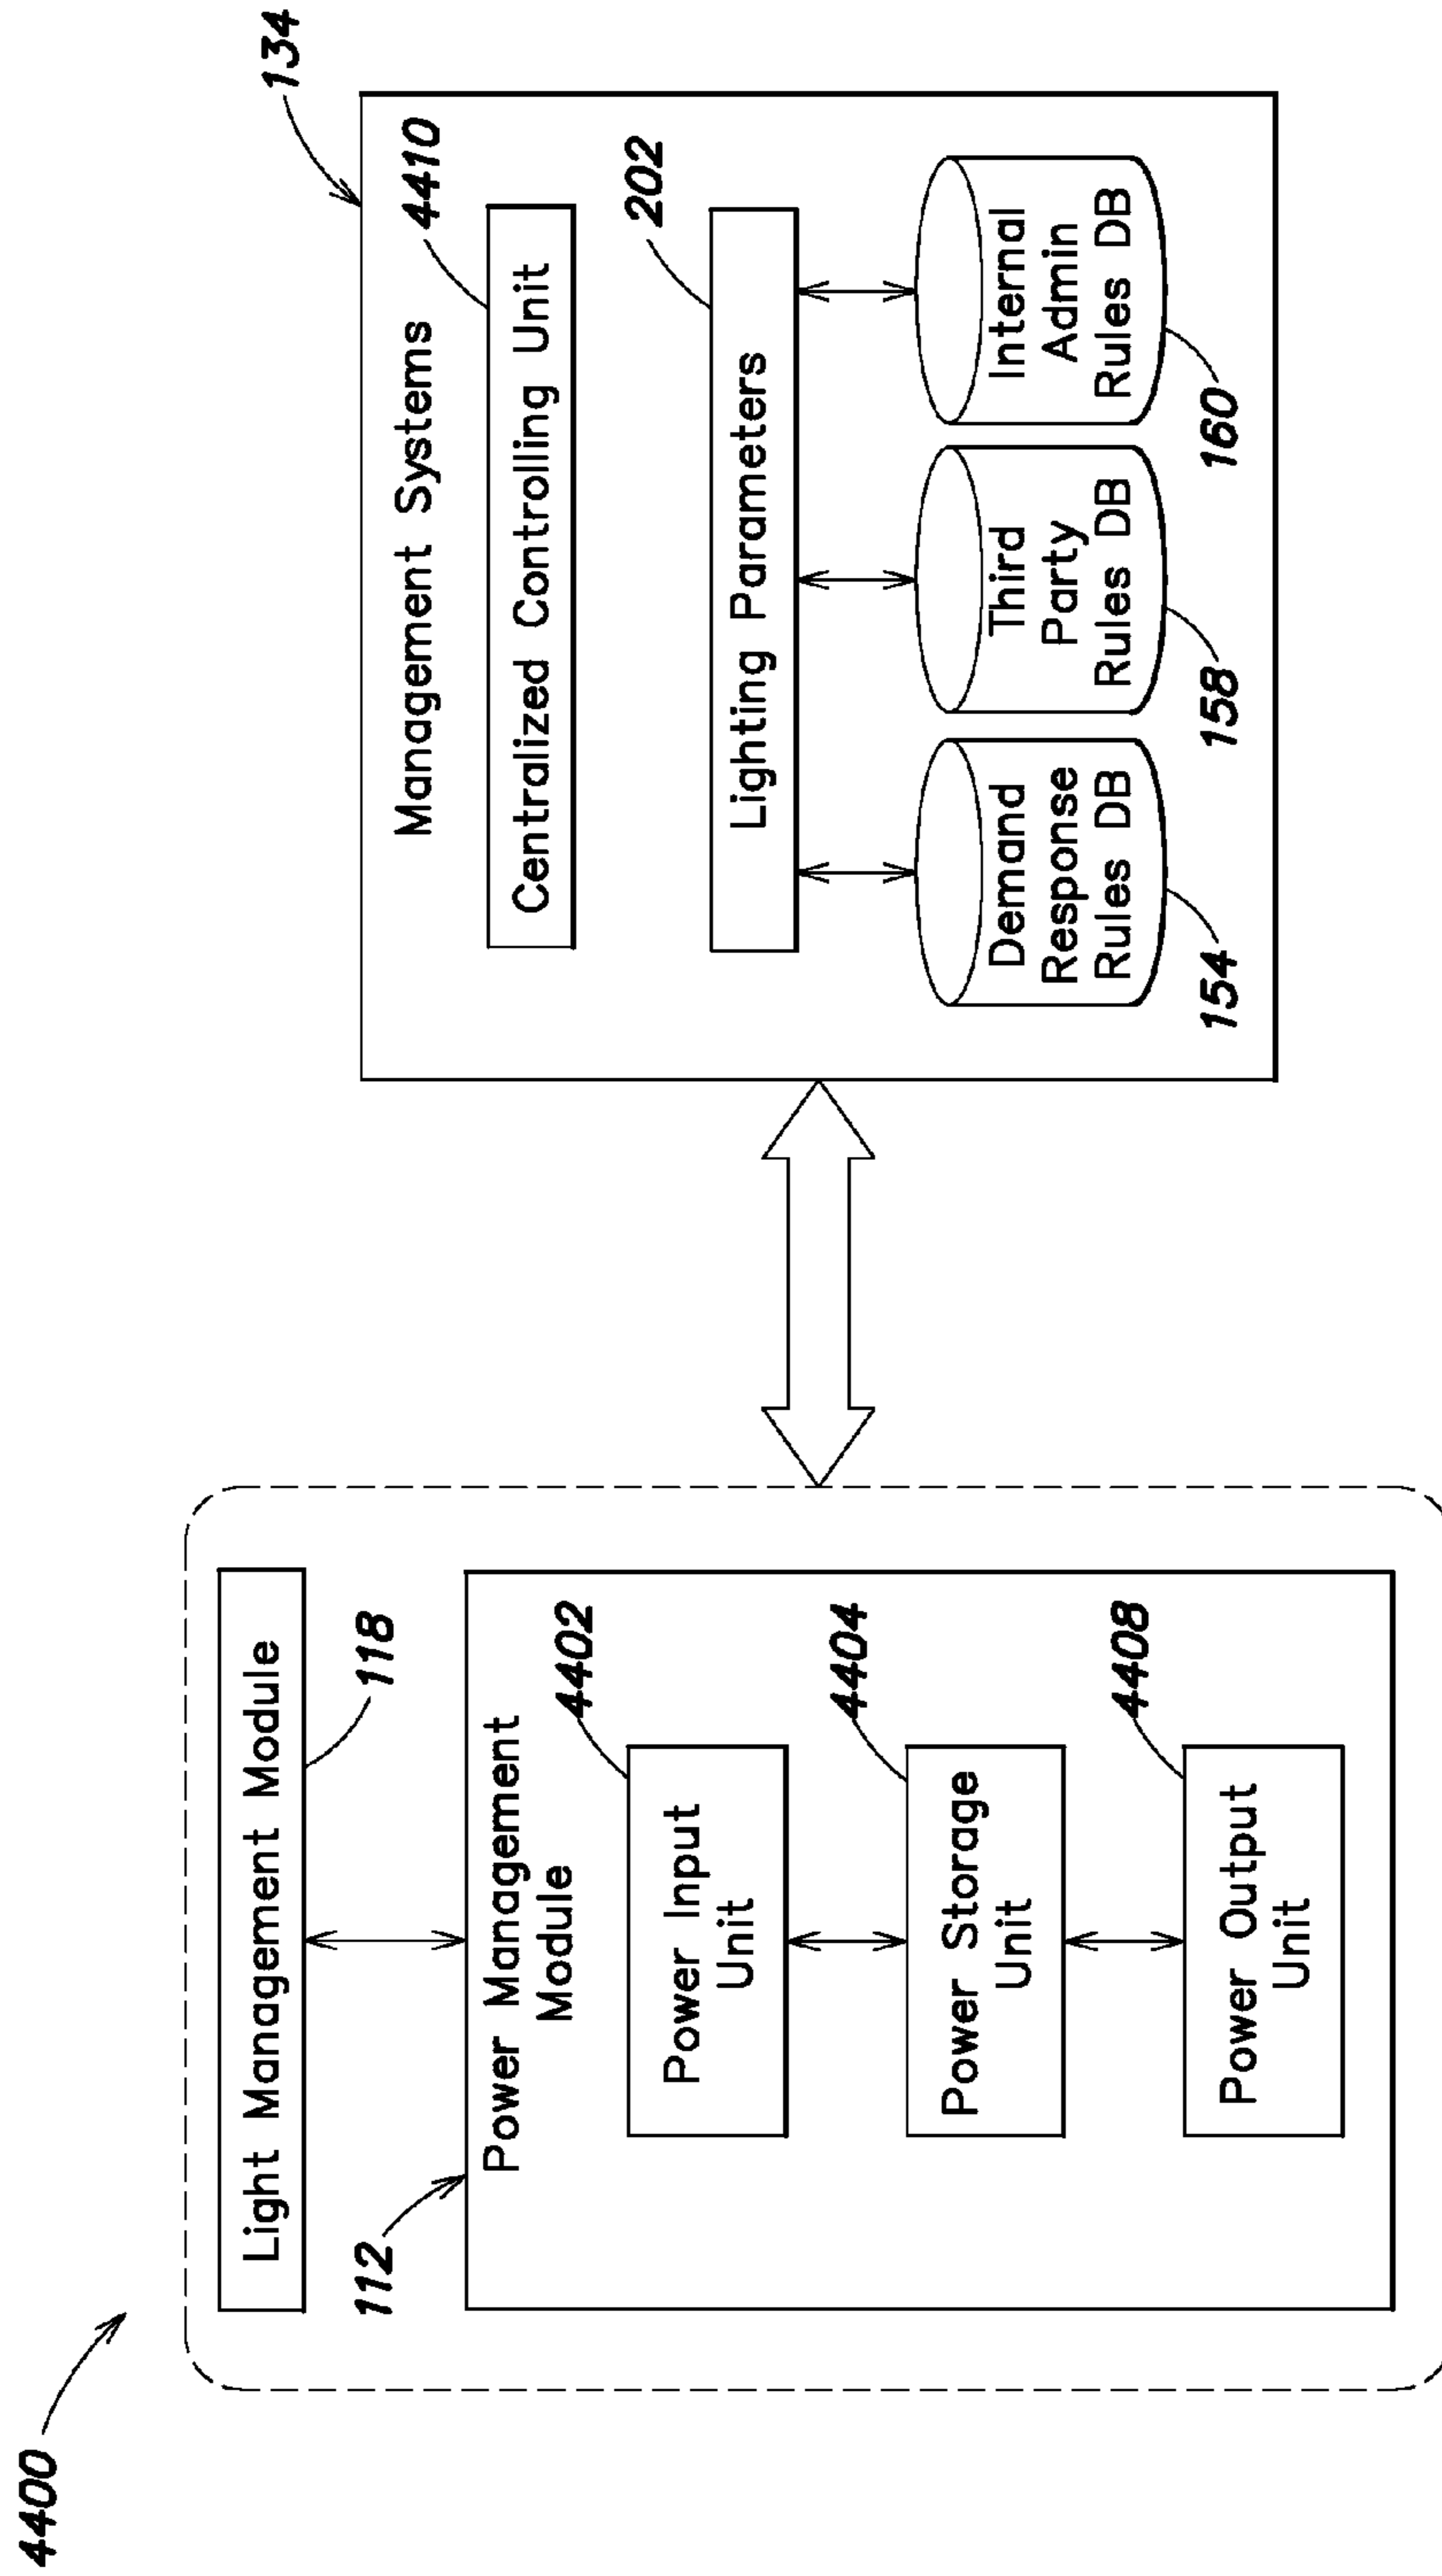 4400
Light Management Module
118
112
Power Management
Module
4402
Power Input
Unit
4404
Power Storage
Unit
4408
Power Output
Unit
134
Management Systems
4410
Centralized Controlling Unit
202
Lighting Parameters
Demand
Response
Rules DB
154
Third
Party
Rules DB
158
Internal
Admin
Rules DB
160